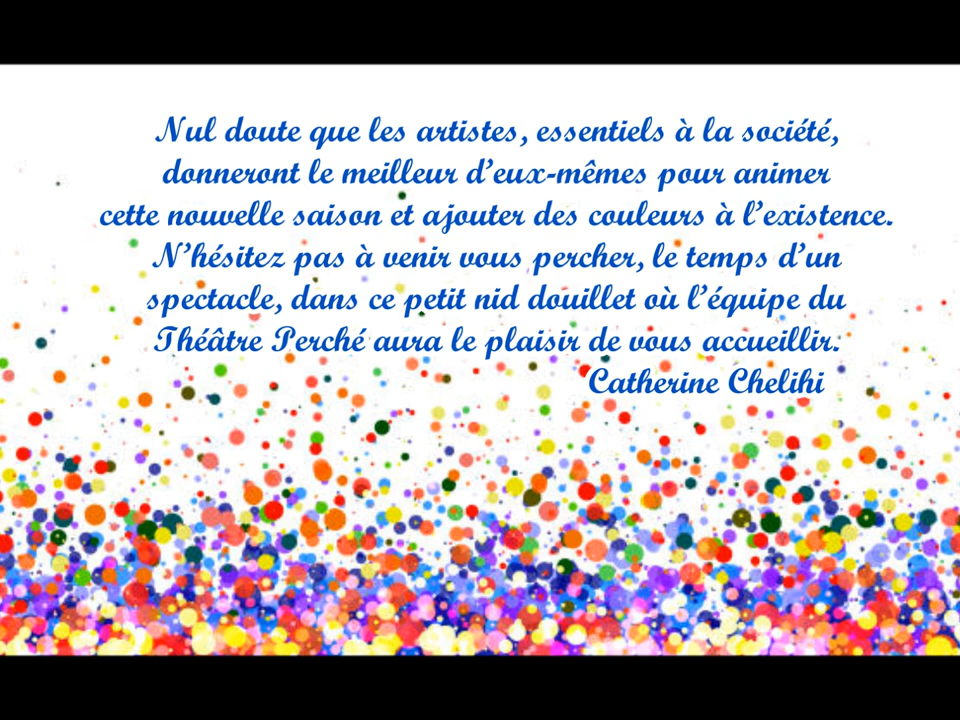 Nul doute que les artistes, essentiels à la société,
donneront le meilleur d'eux-mêmes pour animer
cette nouvelle saison et ajouter des couleurs à l'existence.
N'hésitez pas à venir vous percher, le temps d'un
spectacle, dans ce petit nid douillet où l'équipe du
Théâtre Perché aura le plaisir de vous accueillir.
Catherine Chelihi